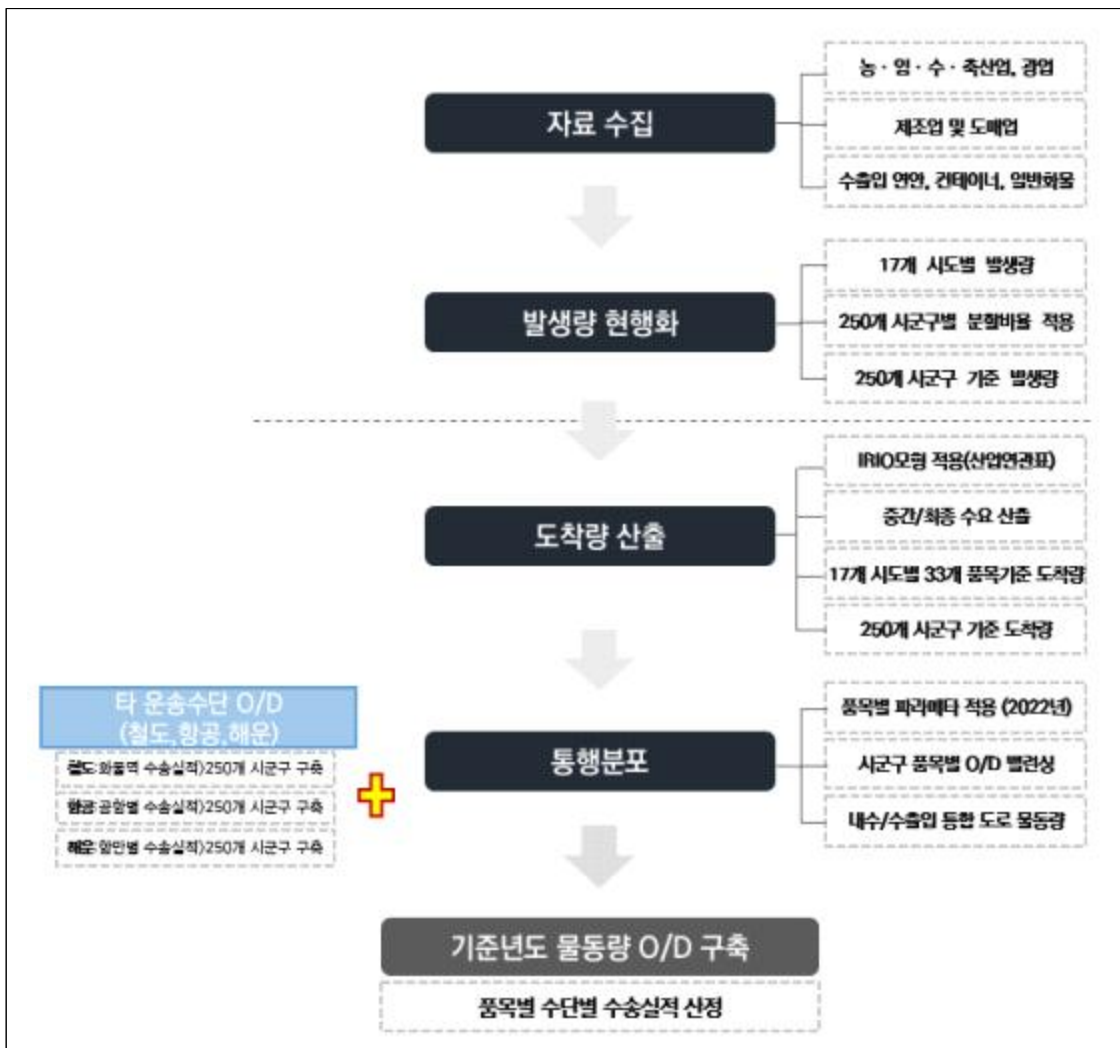 자료 수집
농·임·수·축산업, 광업
제조업 및 도매업
수출입 연안, 컨테이너, 일반화물
발생량 현행화
17개 시도별 발생량
250개 시군구별 분할비율 적용
250개 시군구 기준 발생량
도착량 산출
IRIO모형 적용(산업연관표)
중간/최종 수요 산출
17개 시도별 33개 품목기준 도착량
250개 시군구 기준 도착량
타 운송수단 O/D
(철도,항공,해운)
철도:화물역 수송실적>250개 시군구 구축
항공:공항별 수송실적>250개 시군구 구축
해운:항만별 수송실적>250개 시군구 구축
통행분포
품목별 파라메타 적용 (2022년)
시군구 품목별 O/D 밸런싱
내수/수출입 통합 도로 물동량
기준년도 물동량 O/D 구축
품목별 수단별 수송실적 산정